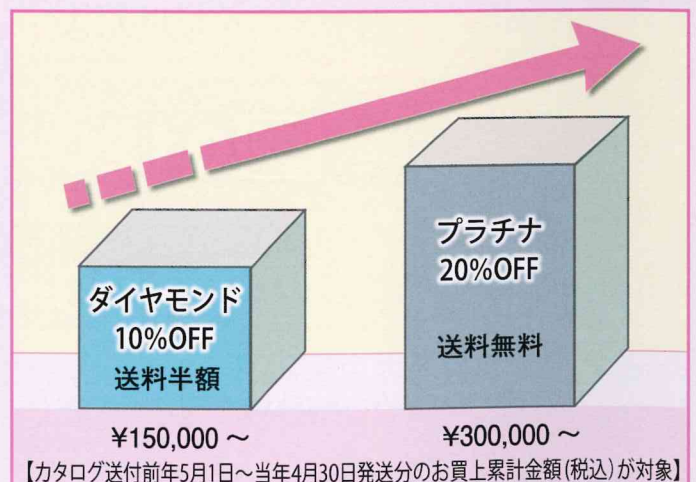 ダイヤモンド
10%OFF
送料半額
プラチナ
20%OFF
送料無料
¥150,000 ～
¥300,000 ～
【カタログ送付前年5月1日～当年4月30日発送分のお買上累計金額(税込)が対象】